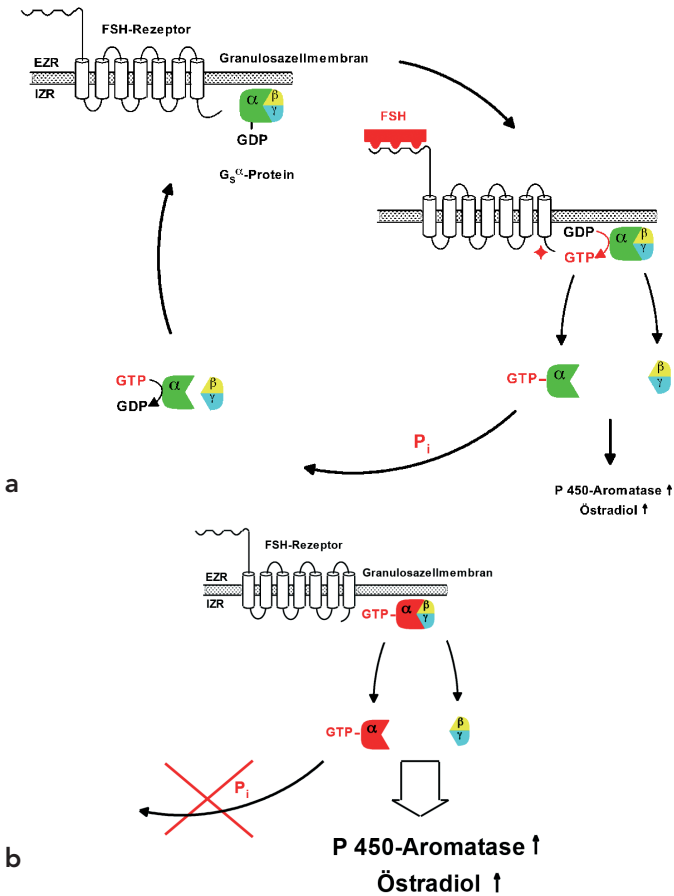 FSH-Rezeptor
EZR
Granulosazellmembran
IZR
α
β
γ
GDP
Gsα-Protein
FSH
GDP
GTP
α
β
γ
GTP
GDP
α
β
γ
GTP
α
β
γ
Pi
P 450-Aromatase
Östradiol
a
FSH-Rezeptor
EZR
Granulosazellmembran
IZR
GTP
α
β
γ
GTP
α
β
γ
Pi
P 450-Aromatase
Östradiol
b